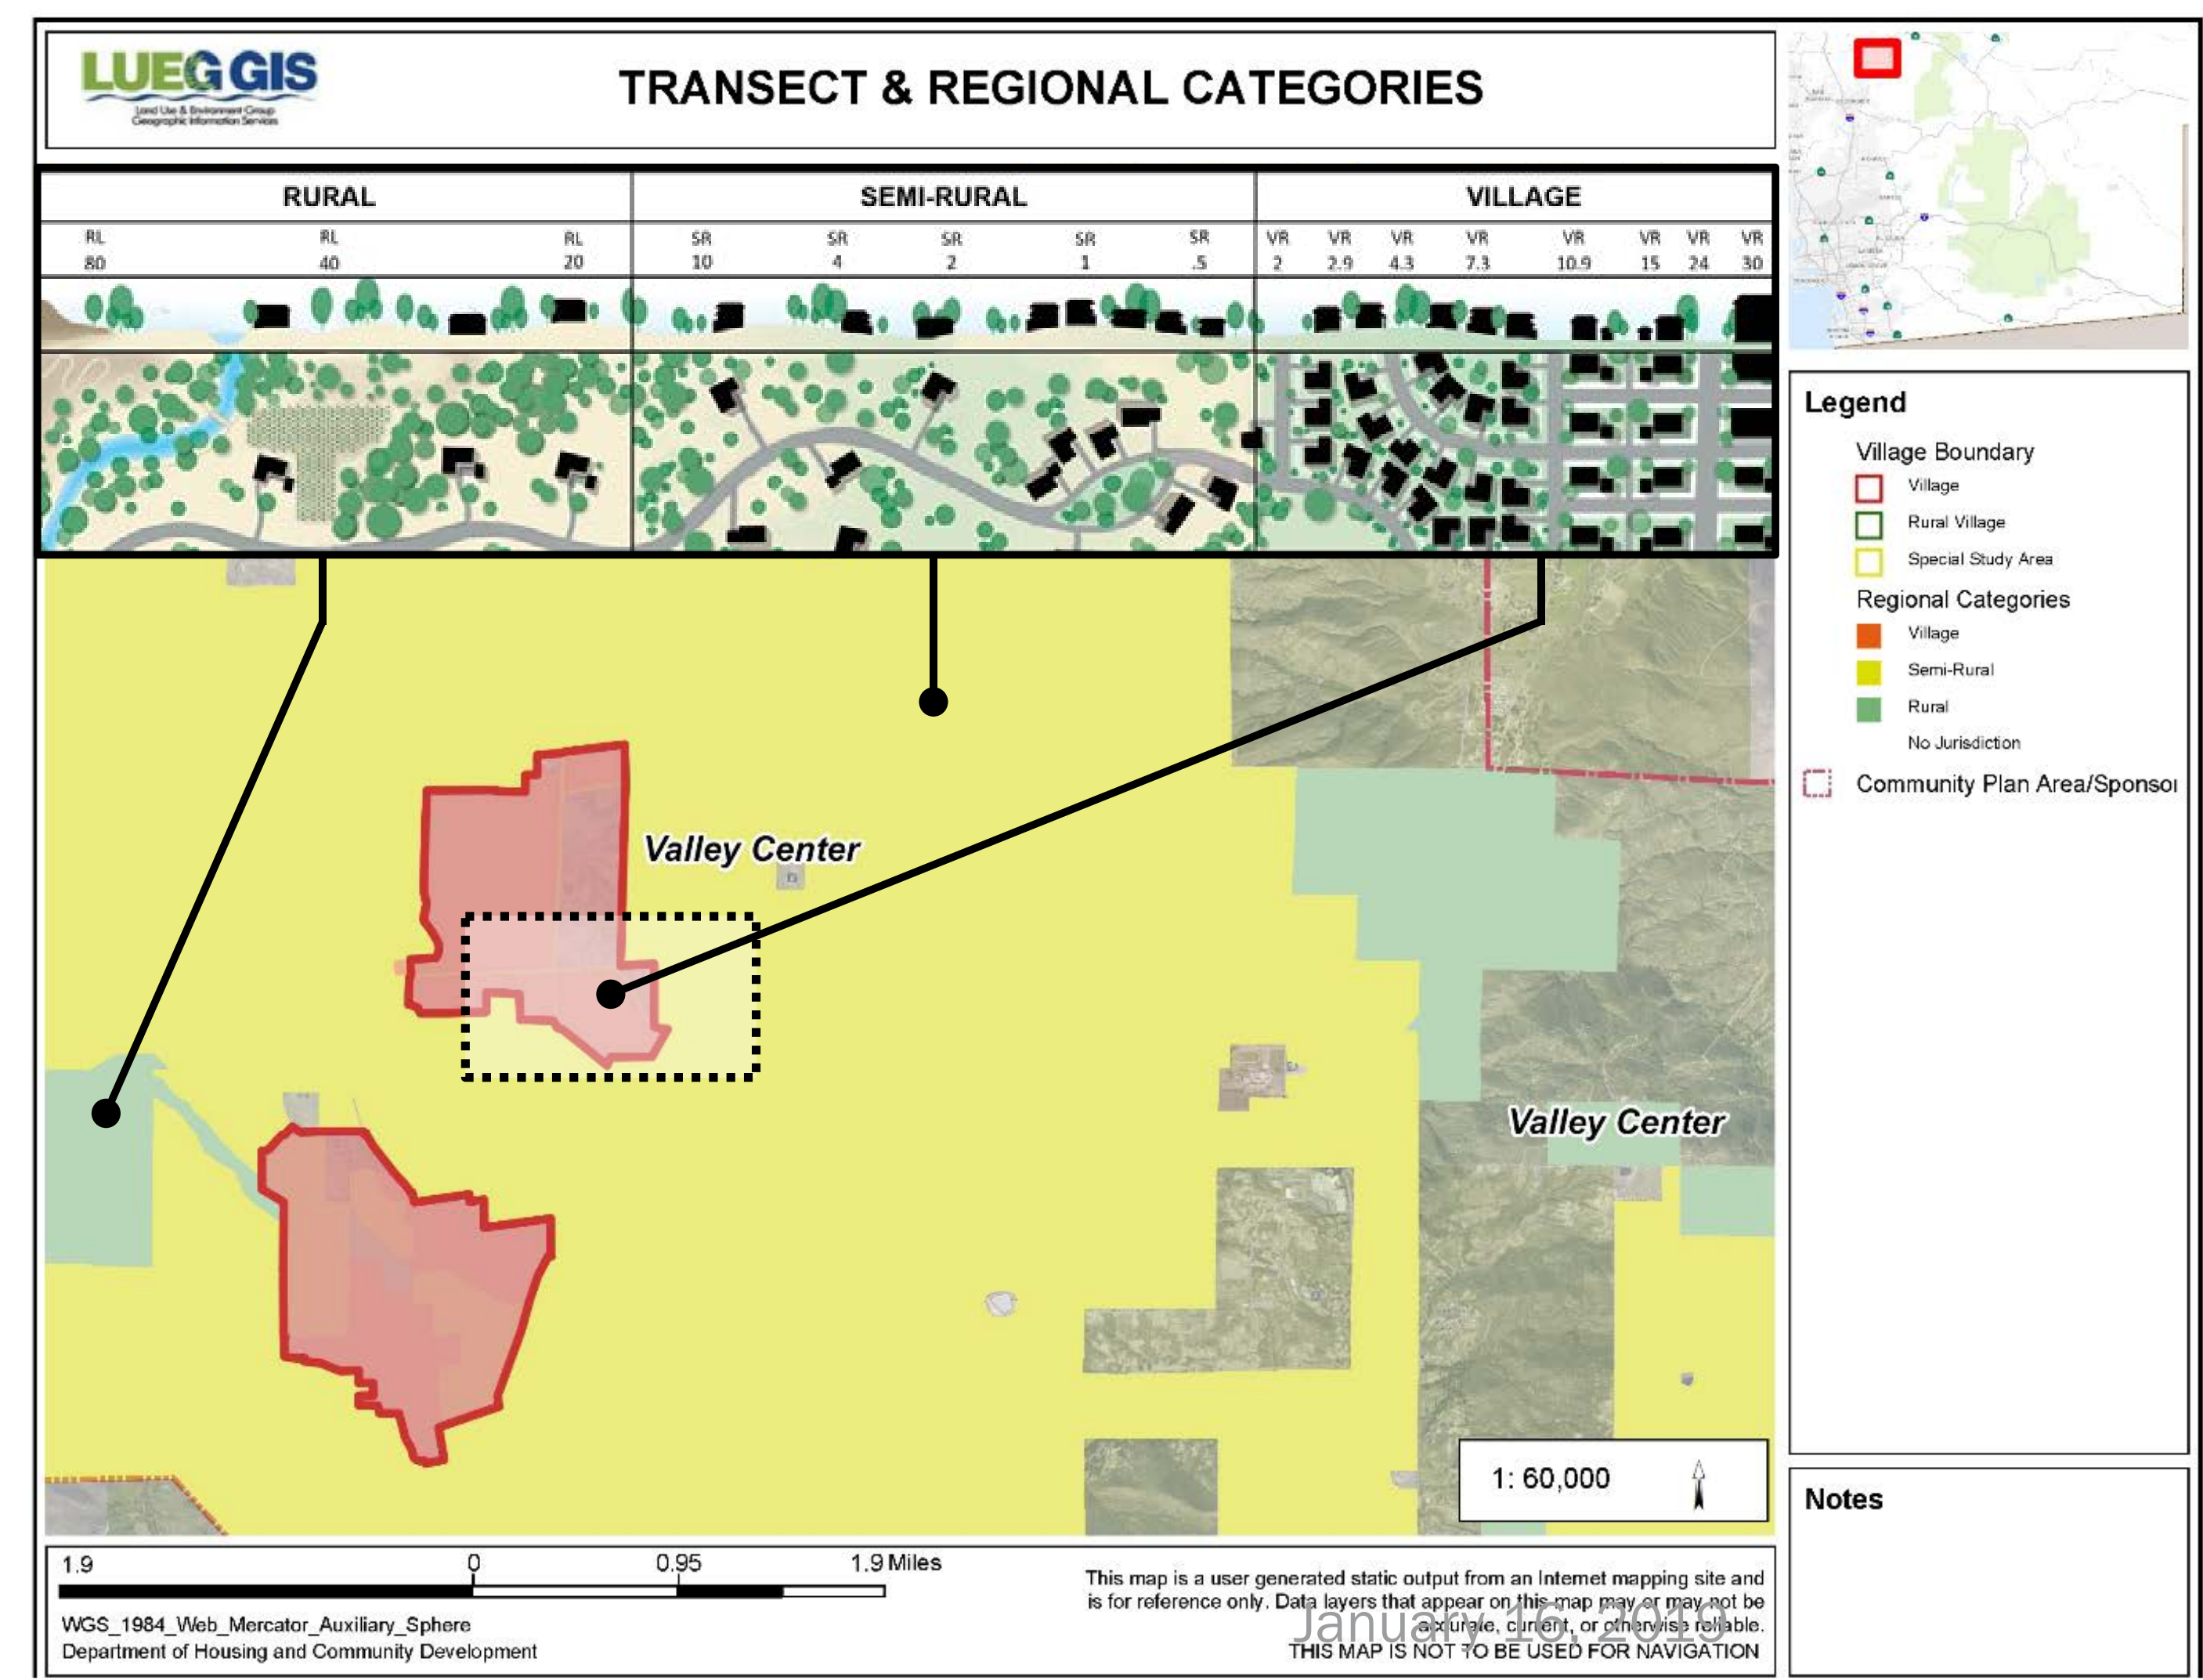 LUEG GIS
Land Use & Environment Group
Geographic Information Services
TRANSECT & REGIONAL CATEGORIES
RURAL SEMI-RURAL VILLAGE
RL RL RL SR SR SR SR SR VR VR VR VR VR VR VR VR
80 40 20 10 4 2 1 .5 2 2.9 4.3 7.3 10.9 15 24 30
Valley Center
Valley Center
1: 60,000
Legend
Village Boundary
Village
Rural Village
Special Study Area
Regional Categories
Village
Semi-Rural
Rural
No Jurisdiction
Community Plan Area/Sponsor
Notes
1.9 0 0.95 1.9 Miles
WGS_1984_Web_Mercator_Auxiliary_Sphere
Department of Housing and Community Development
This map is a user generated static output from an Internet mapping site and
is for reference only. Data layers that appear on this map may or may not be
accurate, current, or otherwise reliable.
THIS MAP IS NOT TO BE USED FOR NAVIGATION
January 16, 2019